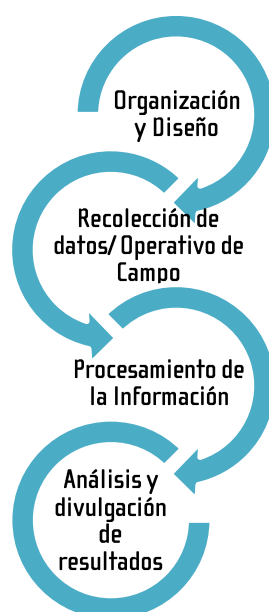 Organización
y Diseño
Recolección de
datos/ Operativo de
Campo
Procesamiento de
la Información
Análisis y
divulgación
de
resultados